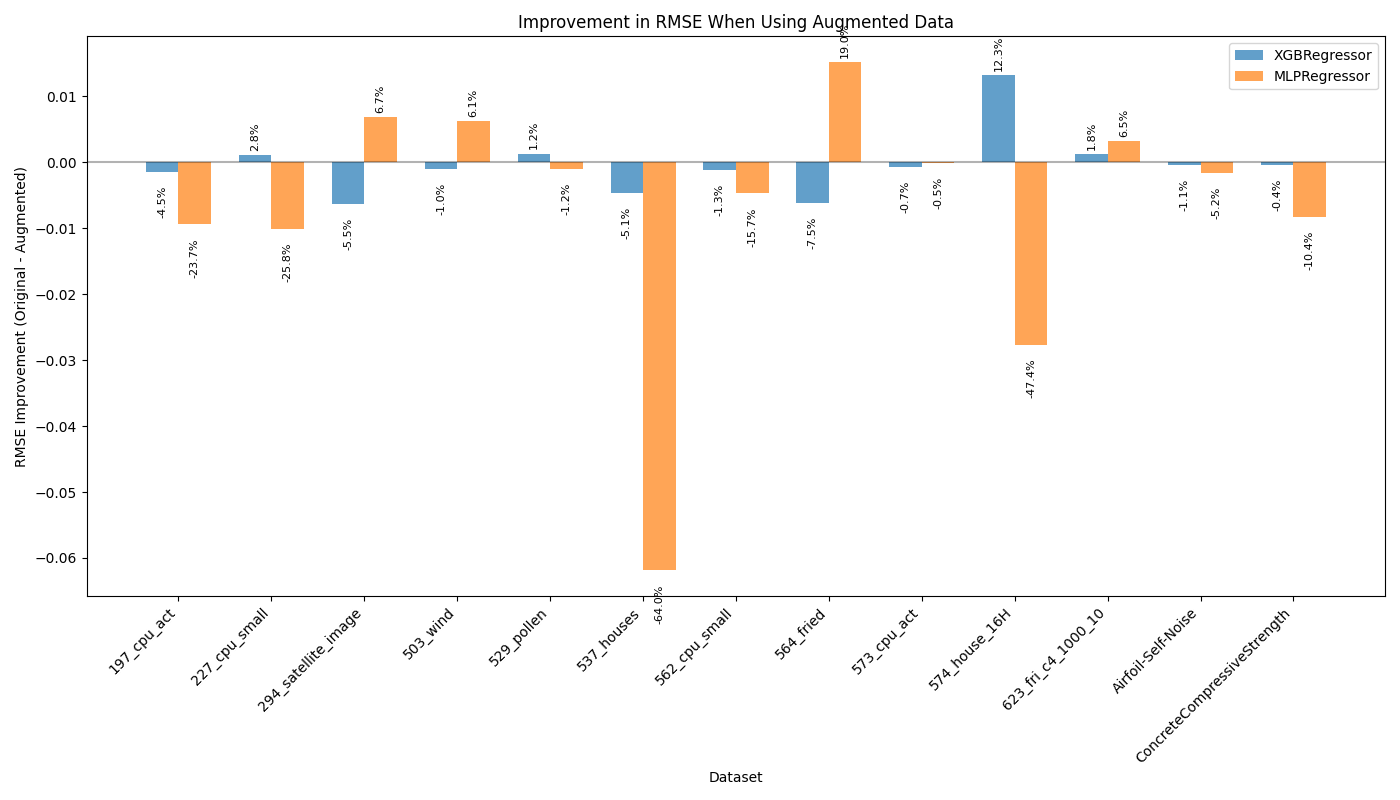 Improvement in RMSE When Using Augmented Data
XGBRegressor
MLPRegressor
RMSE Improvement (Original - Augmented)
0.01
0.00
−0.01
−0.02
−0.03
−0.04
−0.05
−0.06
-4.5%
-23.7%
2.8%
-25.8%
-5.5%
6.7%
-1.0%
6.1%
1.2%
-1.2%
-5.1%
-64.0%
-1.3%
-15.7%
-7.5%
19.0%
-0.7%
-0.5%
12.3%
-47.4%
1.8%
6.5%
-1.1%
-5.2%
-0.4%
-10.4%
197_cpu_act
227_cpu_small
294_satellite_image
503_wind
529_pollen
537_houses
562_cpu_small
564_fried
573_cpu_act
574_house_16H
623_fri_c4_1000_10
Airfoil-Self-Noise
ConcreteCompressiveStrength
Dataset